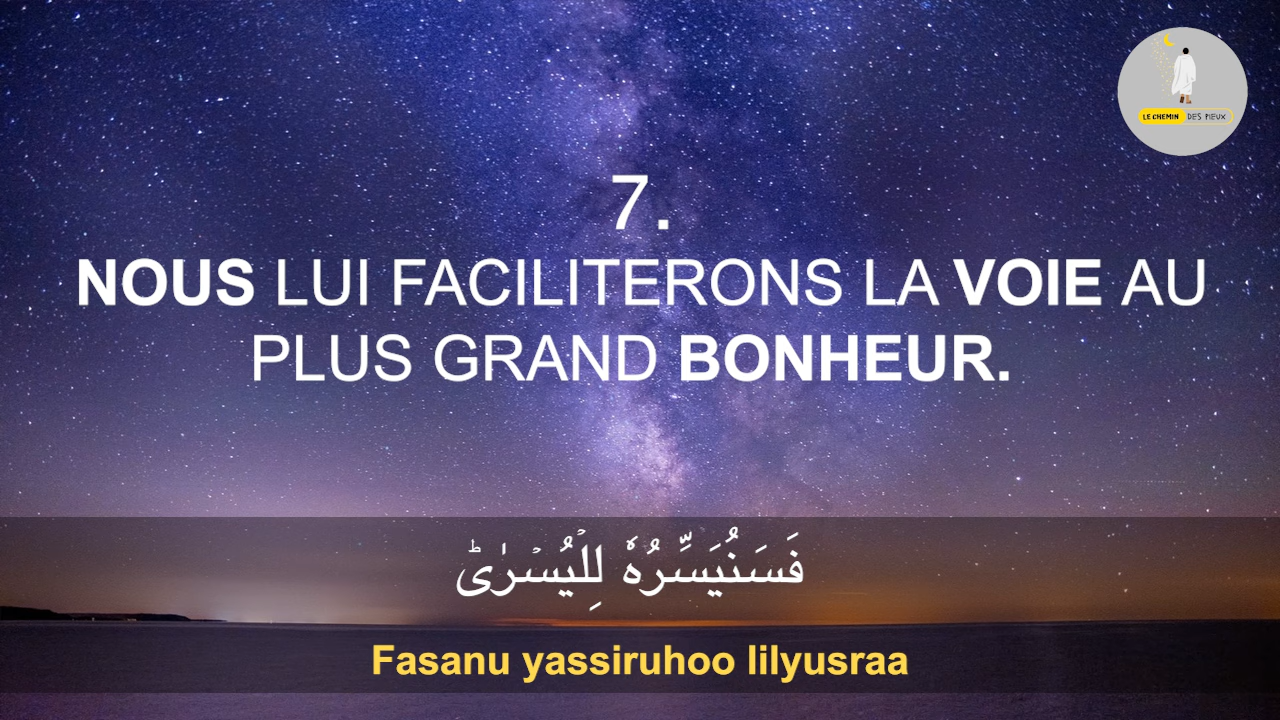 LE CHEMIN DES PIEUX
7.
NOUS LUI FACILITERONS LA VOIE AU
PLUS GRAND BONHEUR.
فَسَنُيَسِّرُهٗ لِلۡيُسۡرٰىؕ
Fasanu yassiruhoo lilyusraa